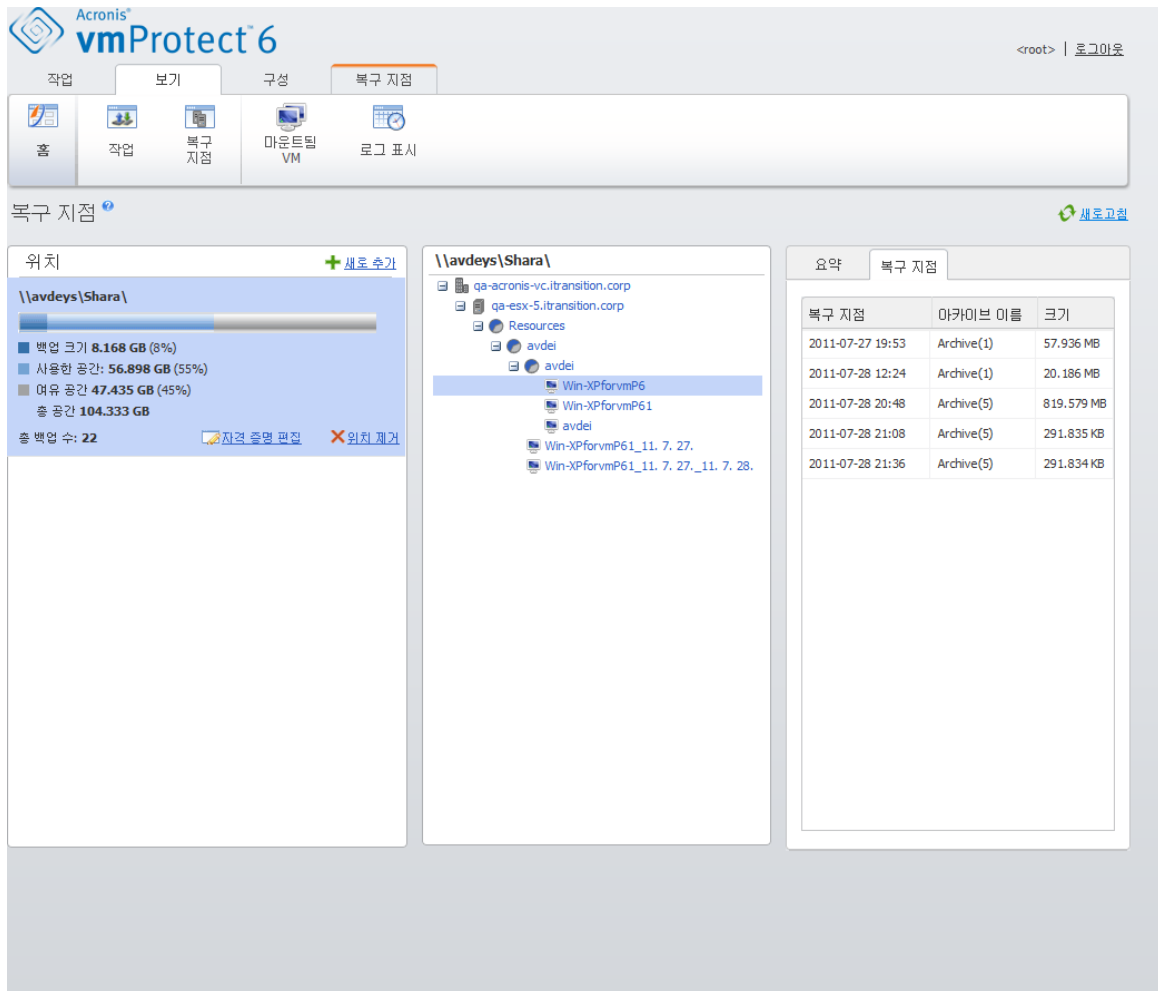 Acronis®
vmProtect™ 6
<root> | 로그아웃
작업 보기 구성 복구 지점
홈 작업 복구 지점 마운트됨 VM 로그 표시
복구 지점
새로고침
위치 새로 추가
\\avdeys\Shara\
백업 크기 8.168 GB (8%)
사용한 공간: 56.898 GB (55%)
여유 공간 47.435 GB (45%)
총 공간 104.333 GB
총 백업 수: 22 자격 증명 편집 위치 제거
\\avdeys\Shara\
qa-acronis-vc.itransition.corp
qa-esx-5.itransition.corp
Resources
avdei
avdei
Win-XPforvmP6
Win-XPforvmP61
avdei
Win-XPforvmP61_11. 7. 27.
Win-XPforvmP61_11. 7. 27._11. 7. 28.
요약 복구 지점
복구 지점 아카이브 이름 크기
2011-07-27 19:53 Archive(1) 57.936 MB
2011-07-28 12:24 Archive(1) 20.186 MB
2011-07-28 20:48 Archive(5) 819.579 MB
2011-07-28 21:08 Archive(5) 291.835 KB
2011-07-28 21:36 Archive(5) 291.834 KB